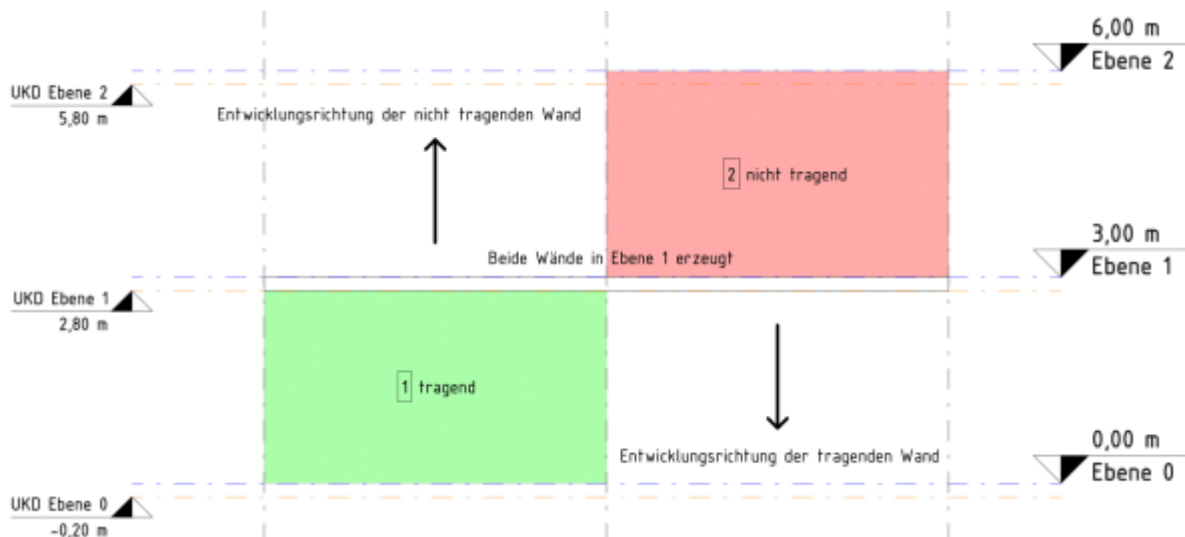 6,00 m
Ebene 2
UKD Ebene 2
5,80 m
Entwicklungsrichtung der nicht tragenden Wand
2 nicht tragend
3,00 m
Ebene 1
Beide Wände in Ebene 1 erzeugt
UKD Ebene 1
2,80 m
1 tragend
Entwicklungsrichtung der tragenden Wand
0,00 m
Ebene 0
UKD Ebene 0
-0,20 m